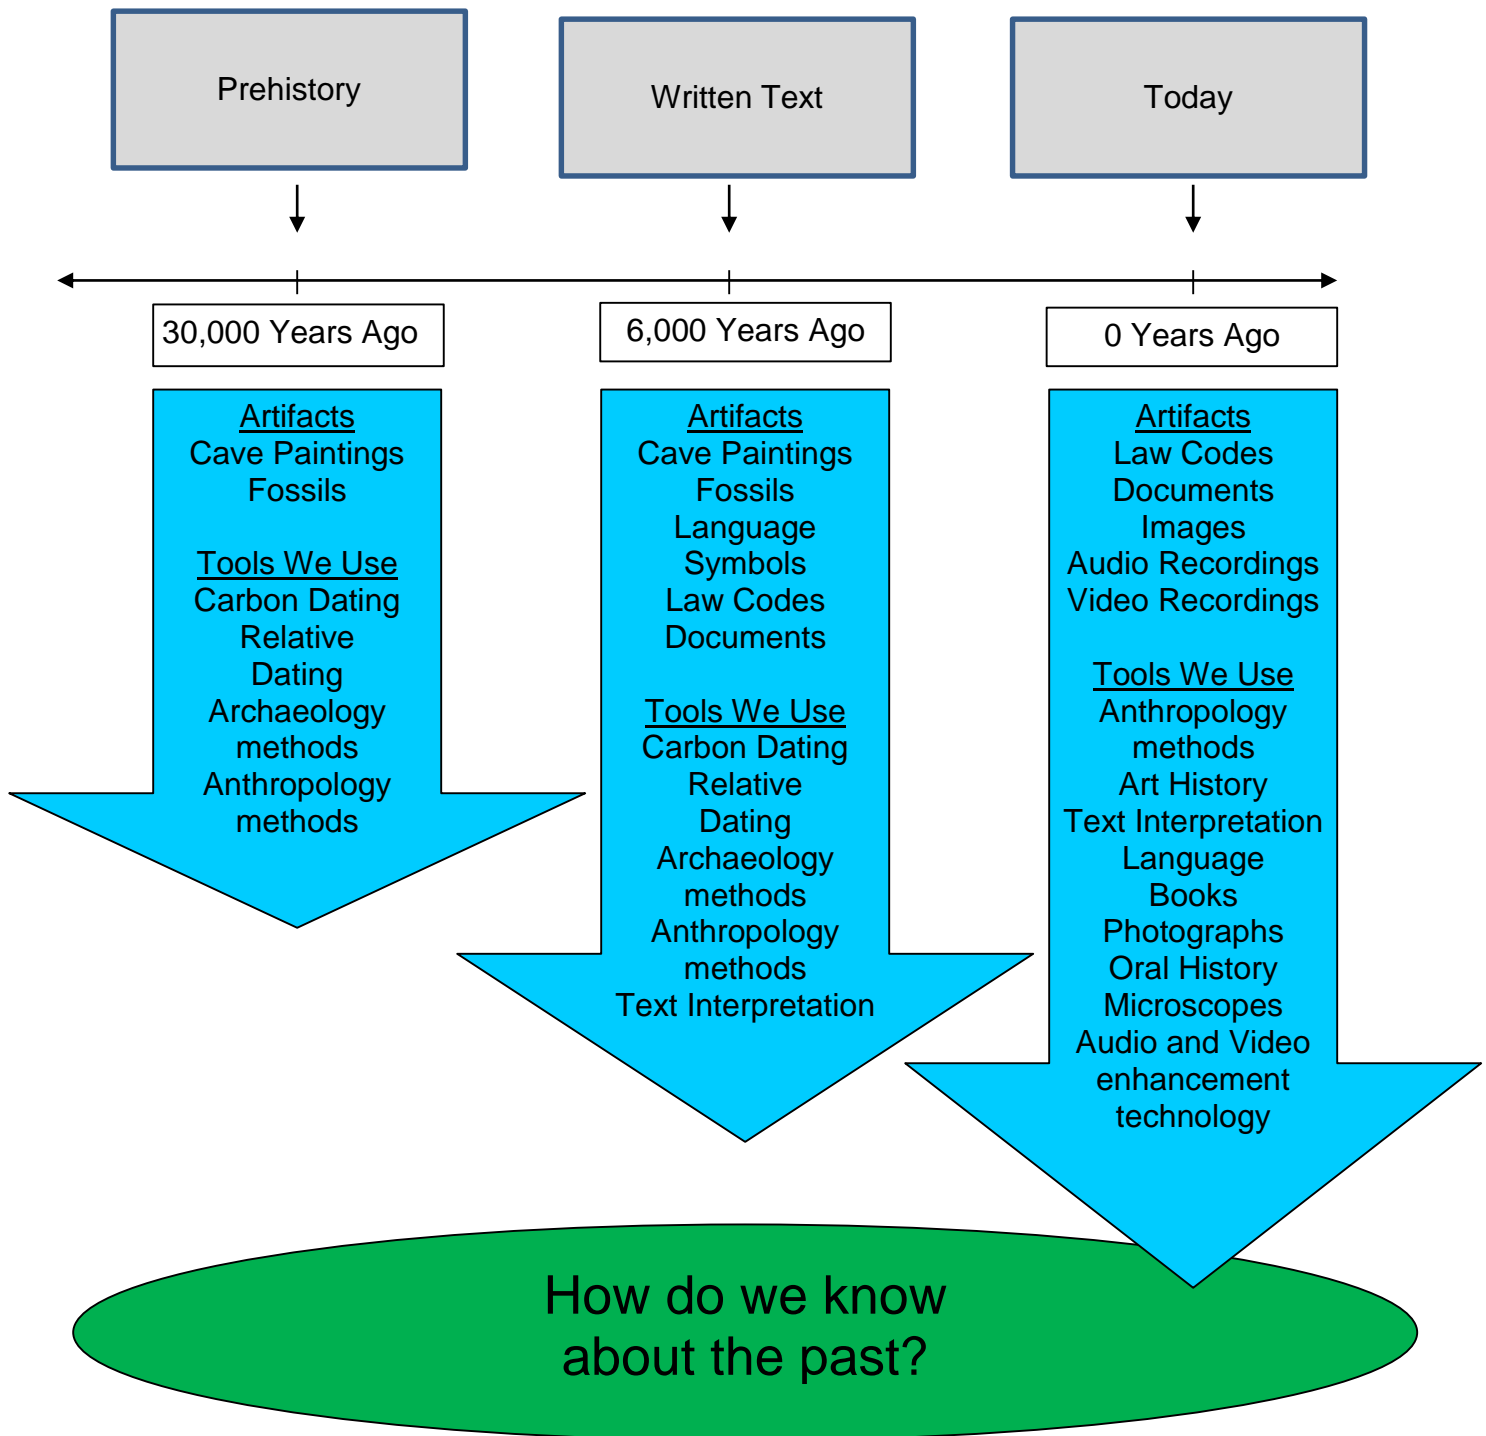 Prehistory
Written Text
Today
30,000 Years Ago
6,000 Years Ago
0 Years Ago
Artifacts
Cave Paintings
Fossils
Tools We Use
Carbon Dating
Relative
Dating
Archaeology
methods
Anthropology
methods
Artifacts
Cave Paintings
Fossils
Language
Symbols
Law Codes
Documents
Tools We Use
Carbon Dating
Relative
Dating
Archaeology
methods
Anthropology
methods
Text Interpretation
Artifacts
Law Codes
Documents
Images
Audio Recordings
Video Recordings
Tools We Use
Anthropology
methods
Art History
Text Interpretation
Language
Books
Photographs
Oral History
Microscopes
Audio and Video
enhancement
technology
How do we know
about the past?